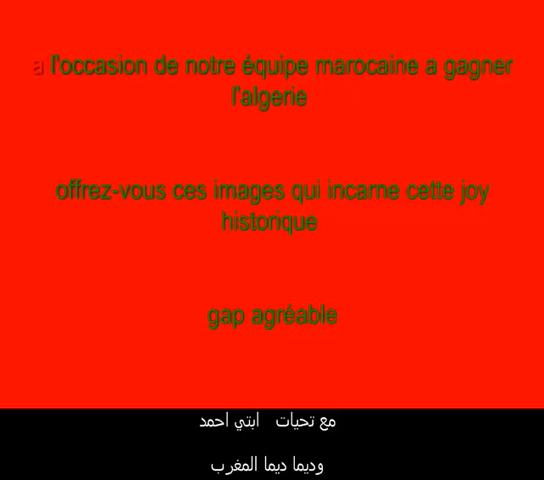 a l'occasion de notre équipe marocaine a gagner
l'algerie
offrez-vous ces images qui incarne cette joy
historique
gap agréable
مع تحيات ابتي احمد
وديما ديما المغرب